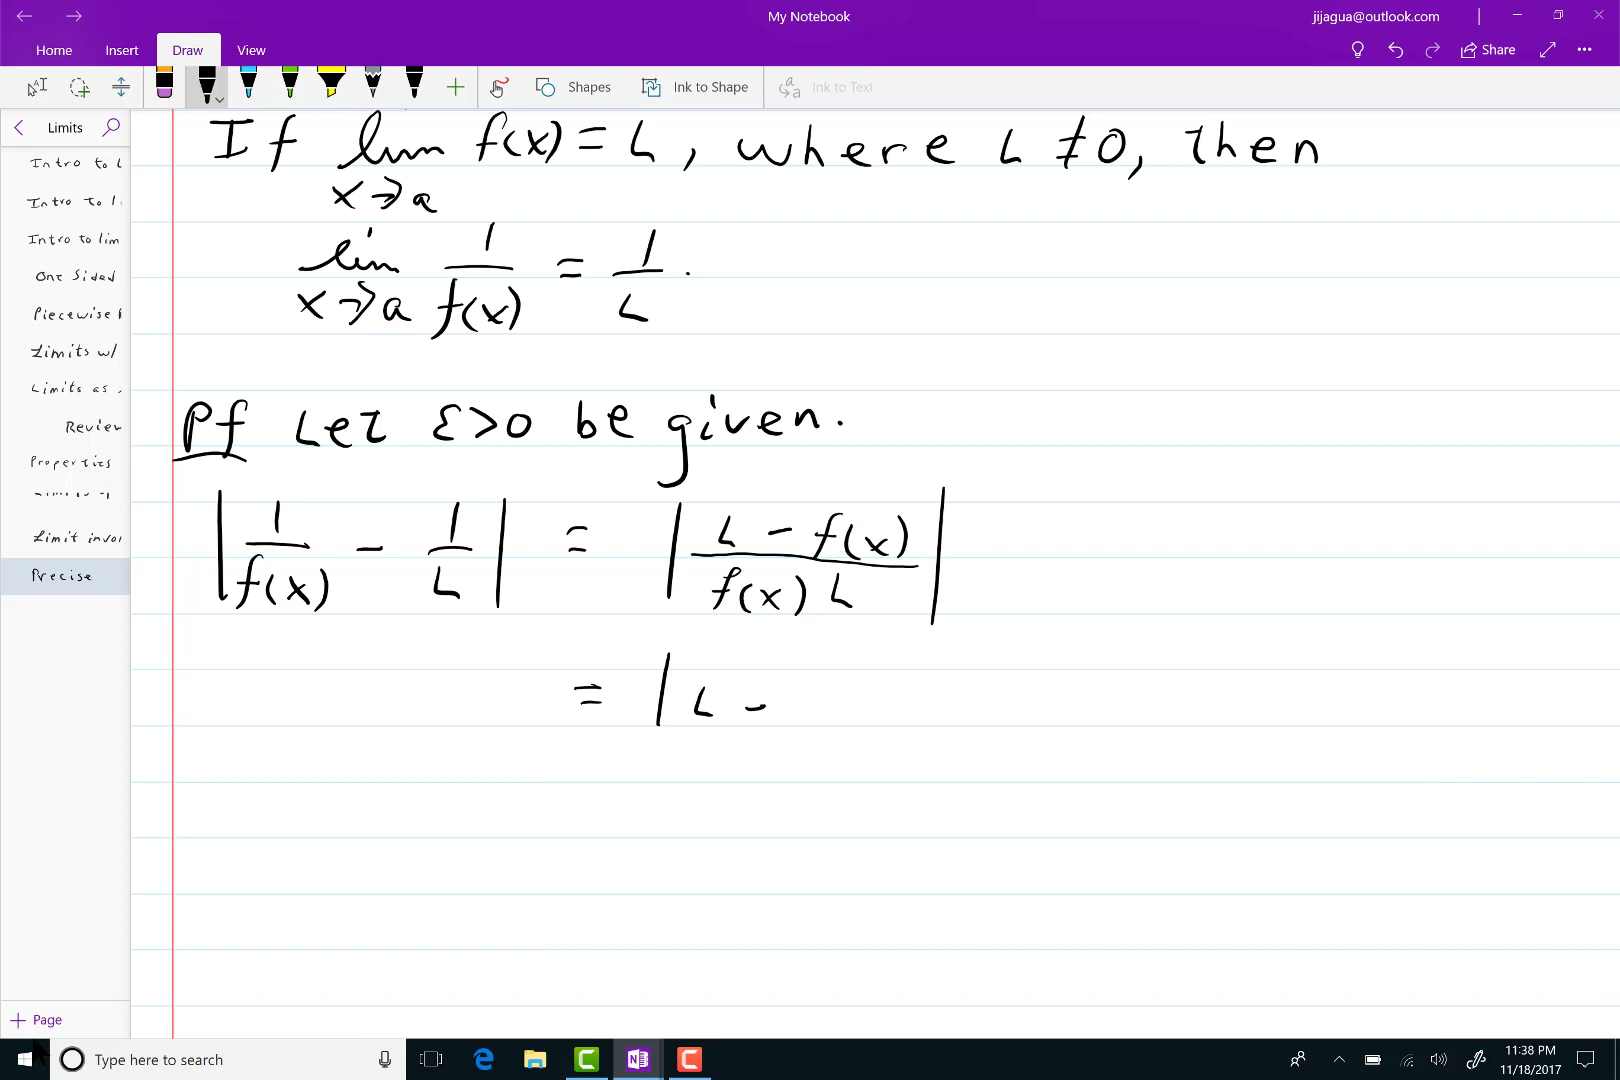 My Notebook
jijagua@outlook.com
Home Insert Draw View
Share
Shapes
Ink to Shape
Ink to Text
Limits
Intro to L
Intro to l
Intro to lim
One Sided
Piecewise
Limits w/
Limits as
Review
Properties
Limit invol
Precise
Page
If lim f(x) = L, where L ≠ 0, then
x→a
lim 1/f(x) = 1/L.
x→a
Pf Let ε>0 be given.
|1/f(x) - 1/L| = |(L - f(x))/(f(x) L)|
= | L -
Type here to search
11:38 PM
11/18/2017